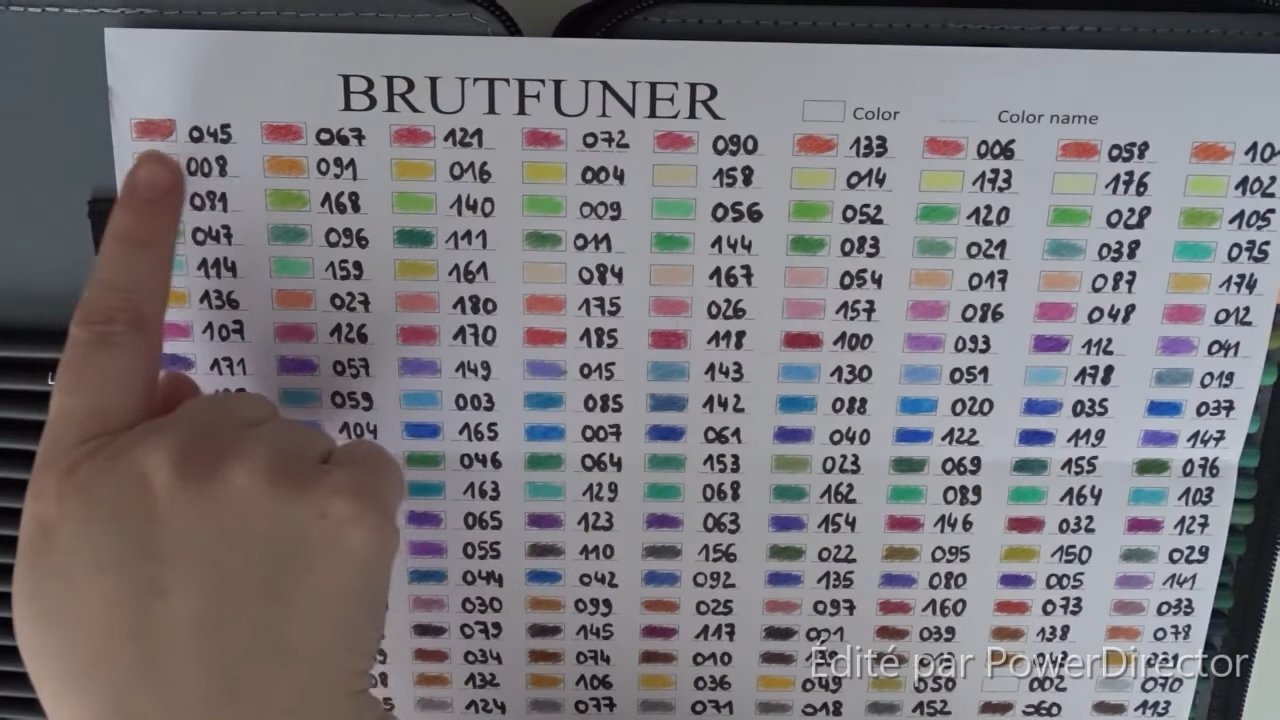 BRUTFUNER
Color Color name
045 067 121 072 090 133 006 058 10
008 091 016 004 158 014 173 176 102
081 168 140 009 056 052 120 028 105
047 096 111 011 144 083 021 038 075
114 159 161 084 167 054 017 087 174
136 027 180 175 026 157 086 048 012
107 126 170 185 118 100 093 112 041
171 057 149 015 143 130 051 178 019
059 003 085 142 088 020 035 037
104 165 007 061 040 122 119 147
046 064 153 023 069 155 076
163 129 068 162 089 164 103
065 123 063 154 146 032 127
055 110 156 022 095 150 029
044 042 092 135 080 005 141
030 099 025 097 160 073 033
079 145 117 001 039 138 078
034 074 010
Edité par PowerDirector
132 106 036 049 050 002 070
124 077 071 018 152 060 113